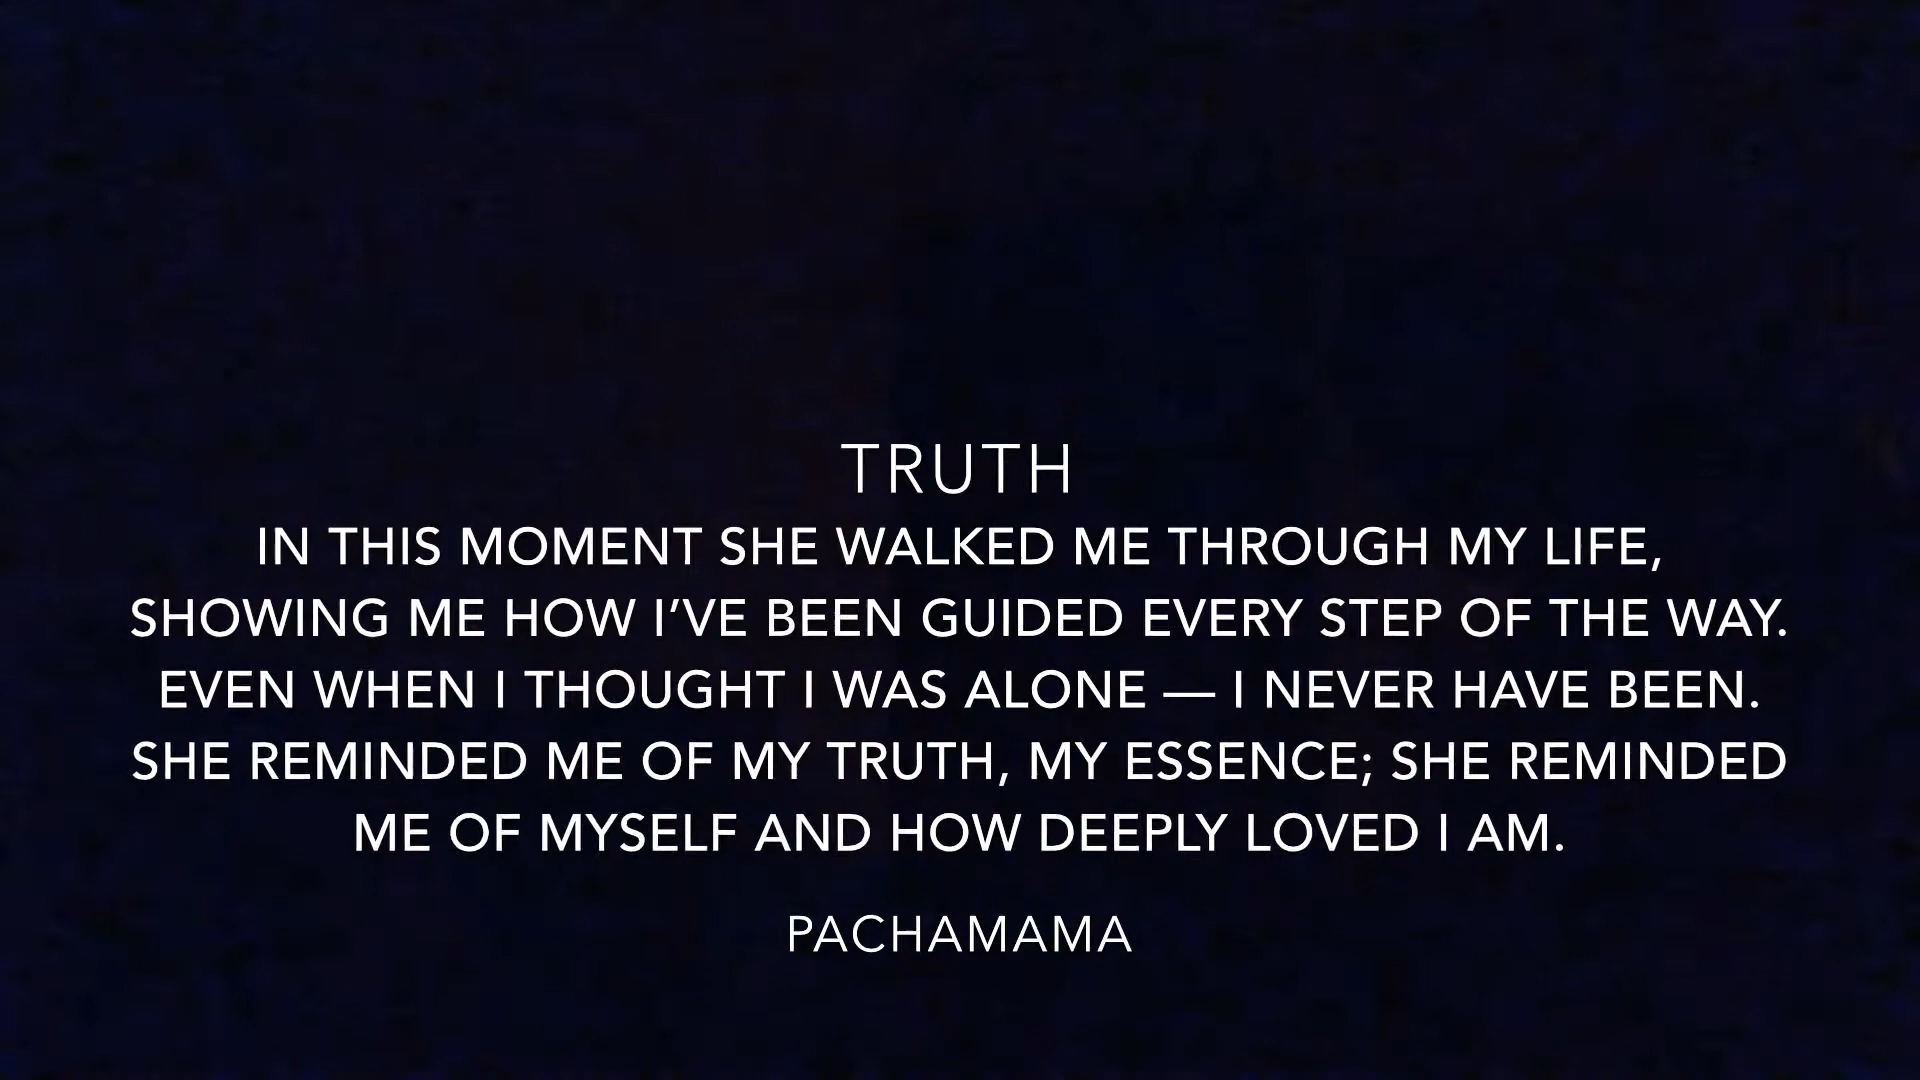 TRUTH
IN THIS MOMENT SHE WALKED ME THROUGH MY LIFE,
SHOWING ME HOW I’VE BEEN GUIDED EVERY STEP OF THE WAY.
EVEN WHEN I THOUGHT I WAS ALONE — I NEVER HAVE BEEN.
SHE REMINDED ME OF MY TRUTH, MY ESSENCE; SHE REMINDED
ME OF MYSELF AND HOW DEEPLY LOVED I AM.
PACHAMAMA